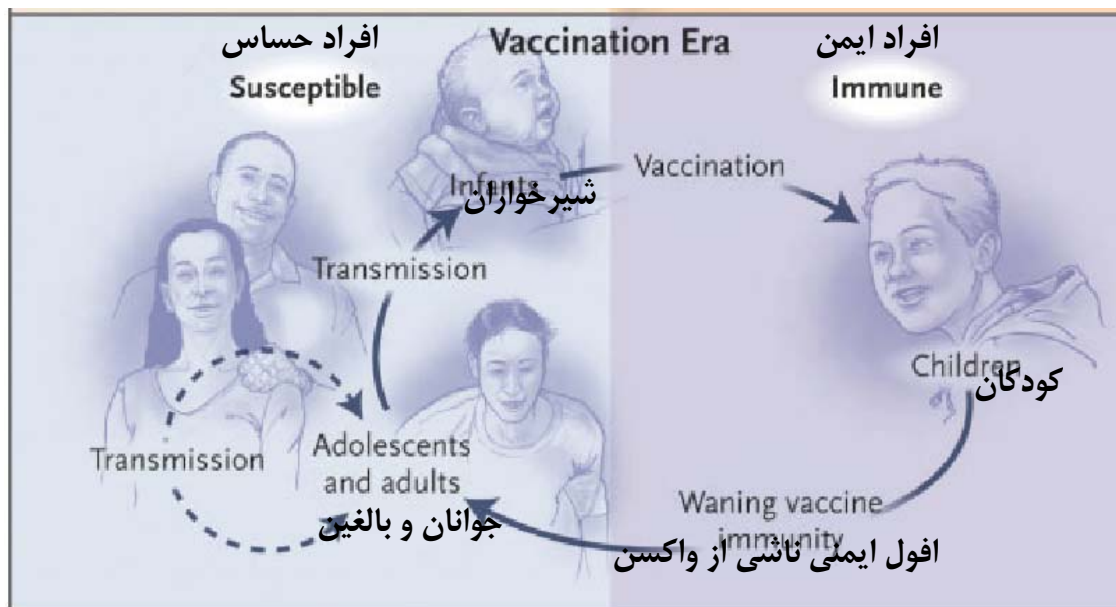 افراد حساس
Vaccination Era
افراد ایمن
Susceptible
Immune
Infants
شیرخواران
Vaccination
Transmission
Children
کودکان
Transmission
Adolescents
and adults
جوانان و بالغین
Waning vaccine
immunity
افول ایمنی ناشی از واکسن